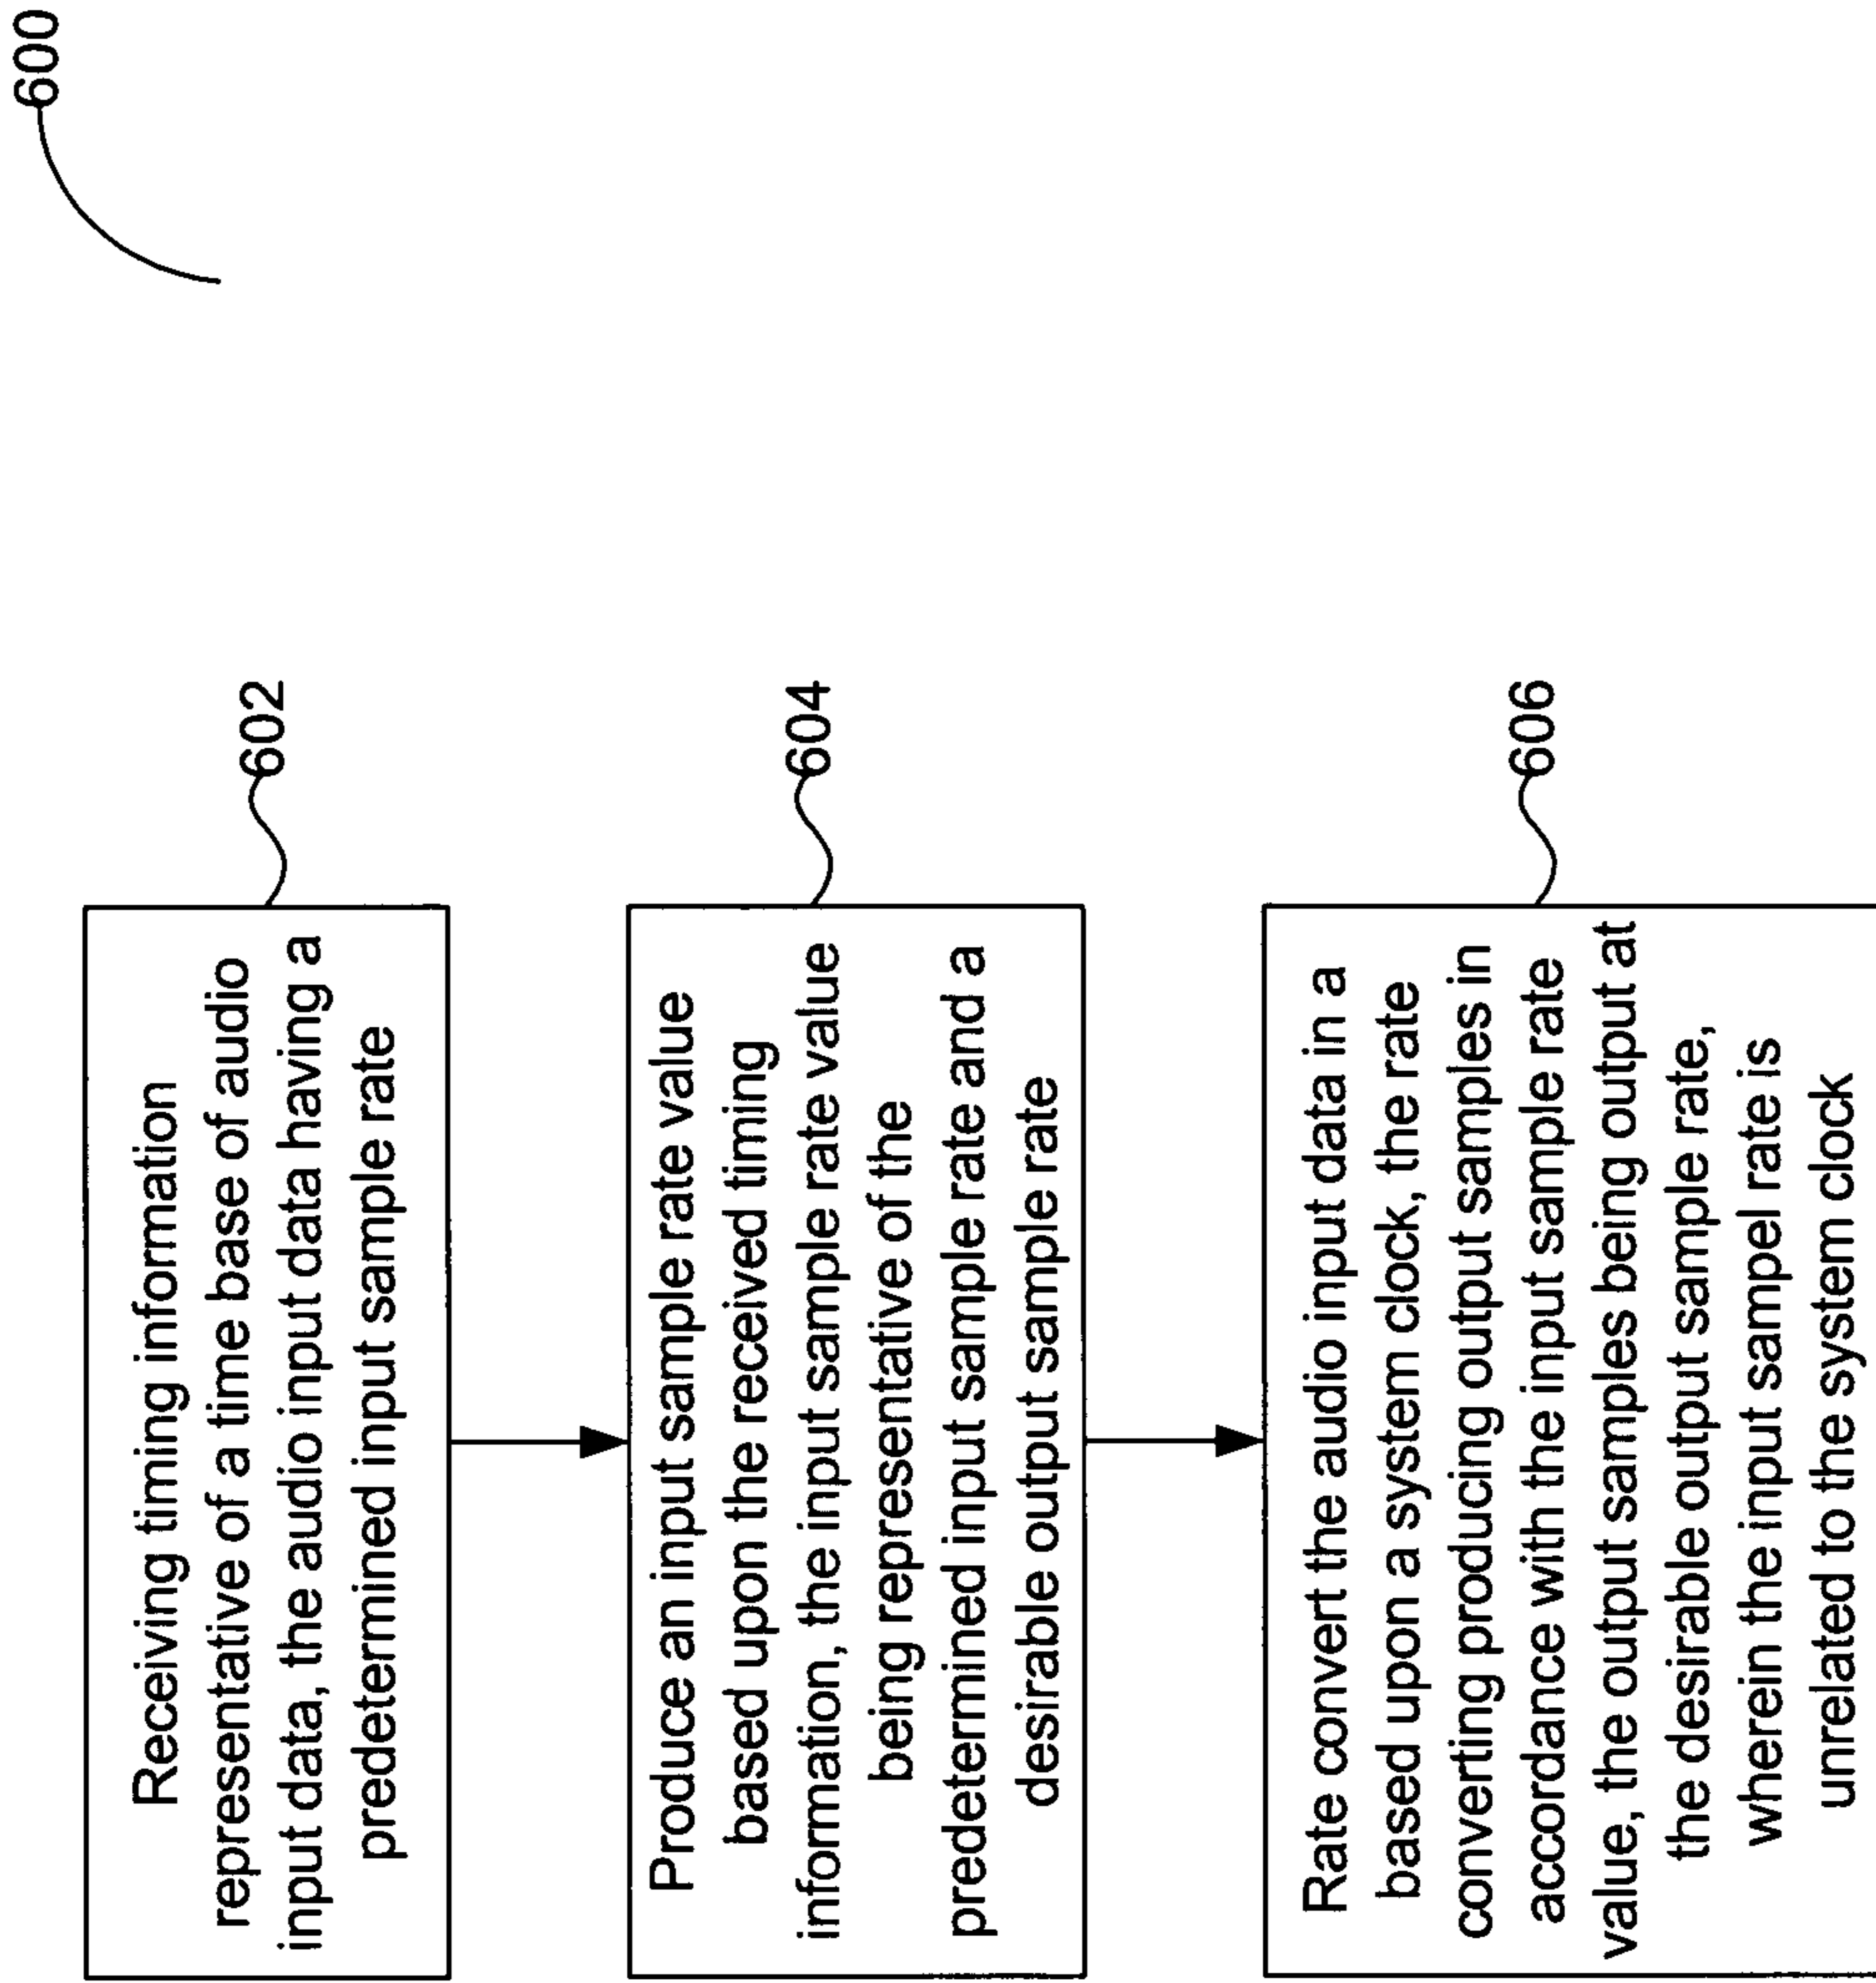 600
Receiving timing information
representative of a time base of audio
input data, the audio input data having a
predetermined input sample rate
602
Produce an input sample rate value
based upon the received timing
information, the input sample rate value
being representative of the
predetermined input sample rate and a
desirable output sample rate
604
Rate convert the audio input data in a
based upon a system clock, the rate
converting producing output samples in
accordance with the input sample rate
value, the output samples being output at
the desirable output sample rate,
wherein the input sampel rate is
unrelated to the system clock
606